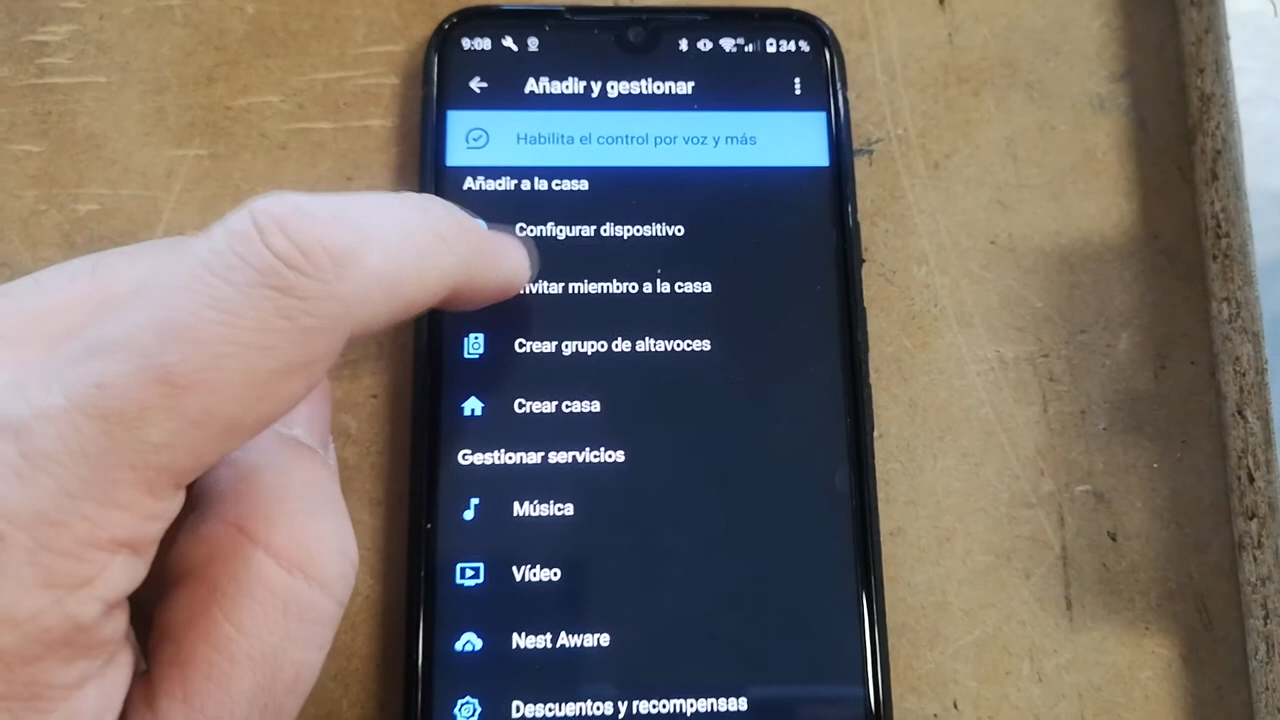 9:08 34%
Añadir y gestionar
Habilita el control por voz y más
Añadir a la casa
Configurar dispositivo
nvitar miembro a la casa
Crear grupo de altavoces
Crear casa
Gestionar servicios
Música
Vídeo
Nest Aware
Descuentos y recompensas